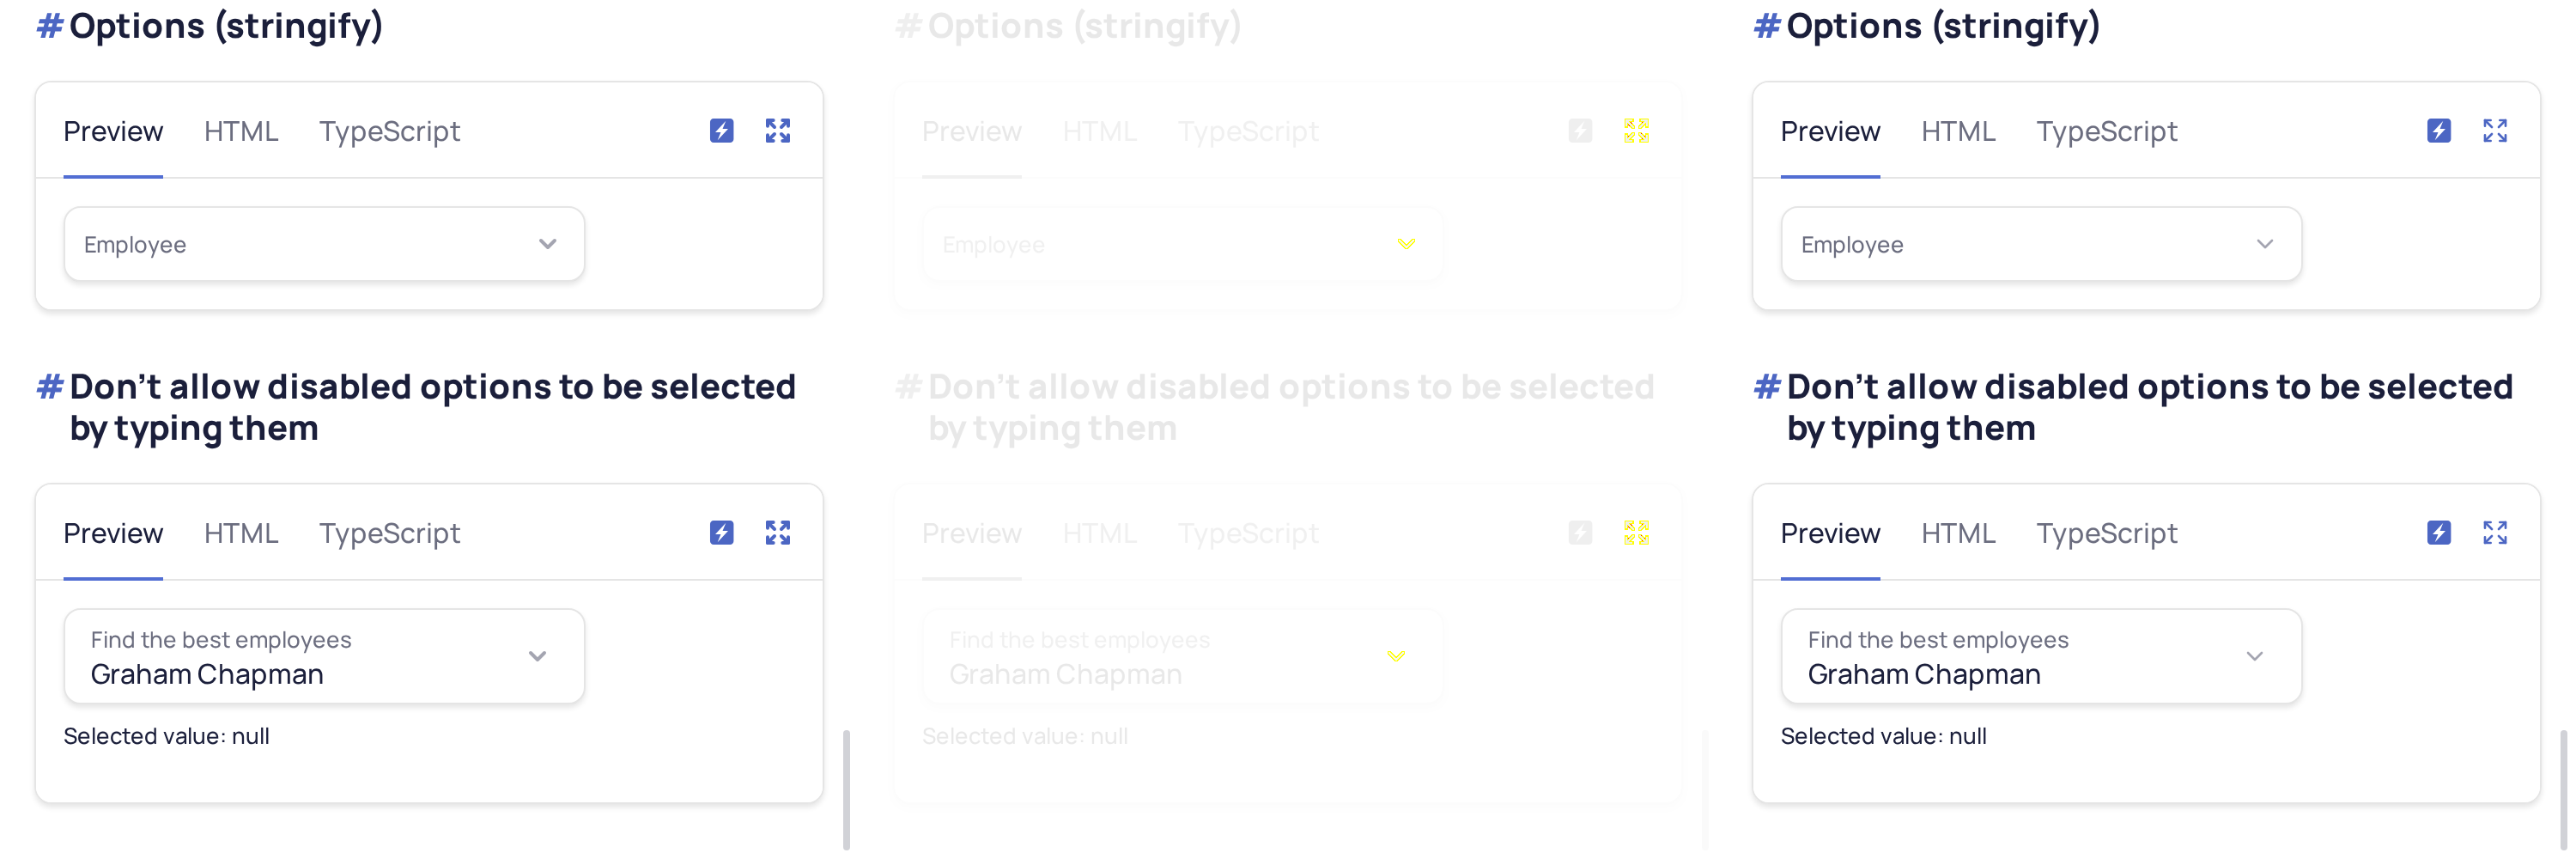 # Options (stringify)
Preview HTML TypeScript
Employee
# Don't allow disabled options to be selected
by typing them
Preview HTML TypeScript
Find the best employees
Graham Chapman
Selected value: null
# Options (stringify)
Preview HTML TypeScript
Employee
# Don't allow disabled options to be selected
by typing them
Preview HTML TypeScript
Find the best employees
Graham Chapman
Selected value: null
# Options (stringify)
Preview HTML TypeScript
Employee
# Don't allow disabled options to be selected
by typing them
Preview HTML TypeScript
Find the best employees
Graham Chapman
Selected value: null